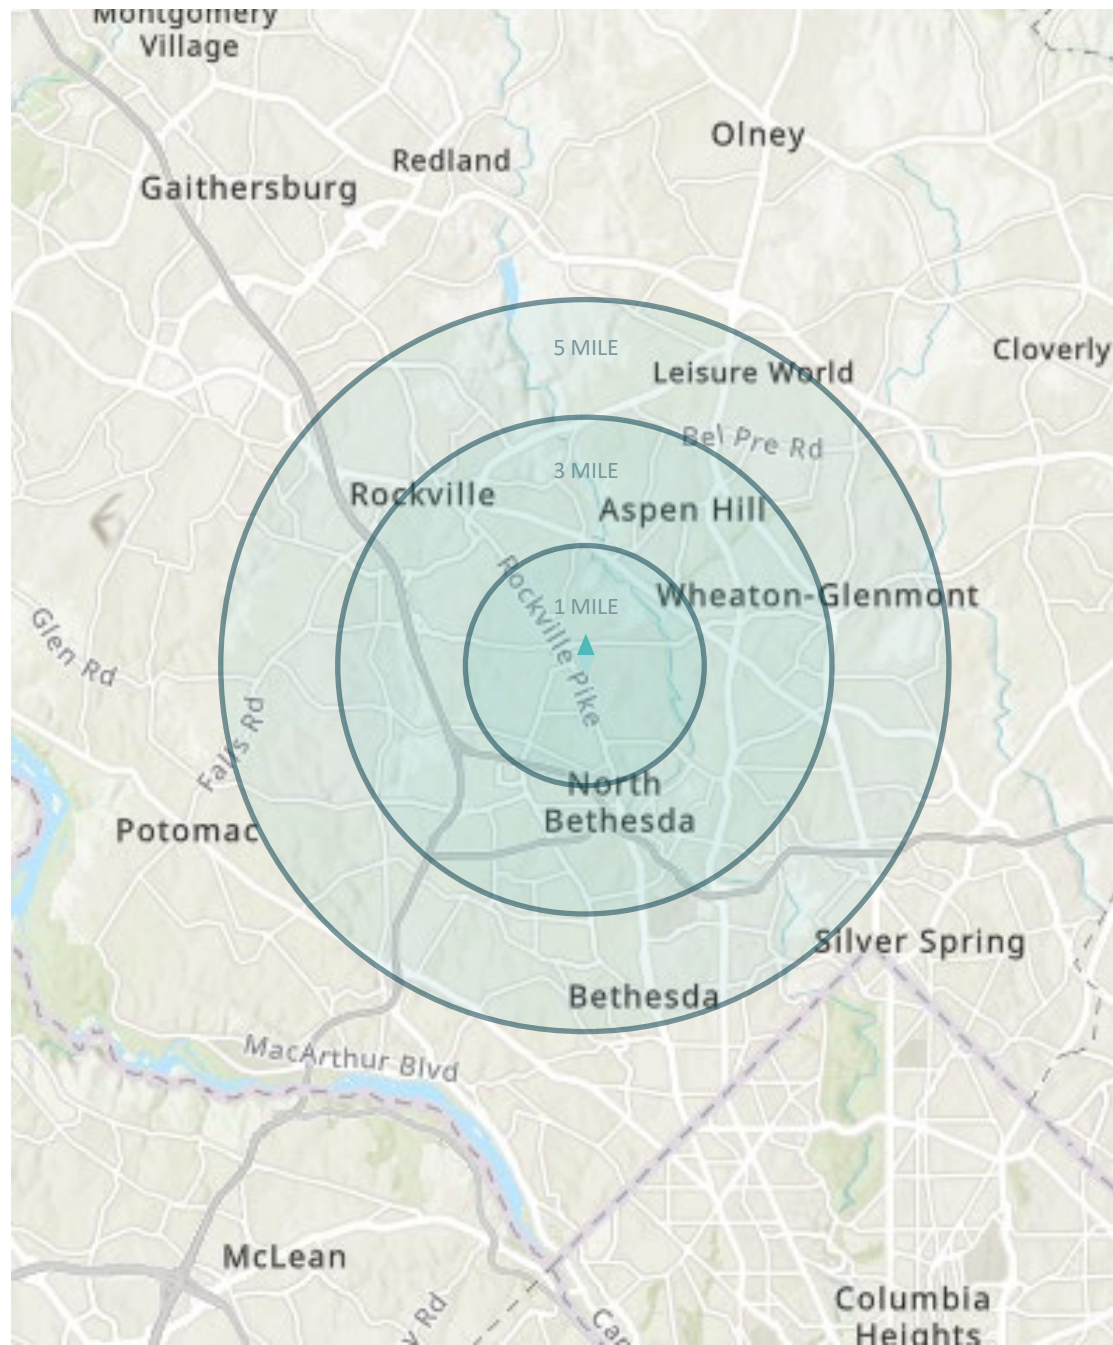 Montgomery
Village
Olney
Redland
Gaithersburg
5 MILE
Cloverly
Leisure World
Bel Pre Rd
3 MILE
Rockville
Aspen Hill
Rockville Pike
1 MILE
Wheaton-Glenmont
Glen Rd
Falls Rd
North
Bethesda
Potomac
Silver Spring
Bethesda
MacArthur Blvd
McLean
Columbia
Heights